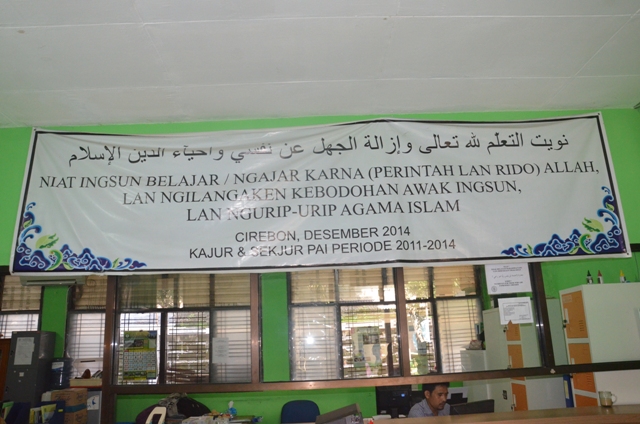 نويت التعلّم لله تعالى وإزالة الجهل عن نفسي وإحيآء الدين الإسلام
NIAT INGSUN BELAJAR / NGAJAR KARNA (PERINTAH LAN RIDO) ALLAH,
LAN NGILANGAKEN KEBODOHAN AWAK INGSUN,
LAN NGURIP-URIP AGAMA ISLAM
CIREBON, DESEMBER 2014
KAJUR & SEKJUR PAI PERIODE 2011-2014